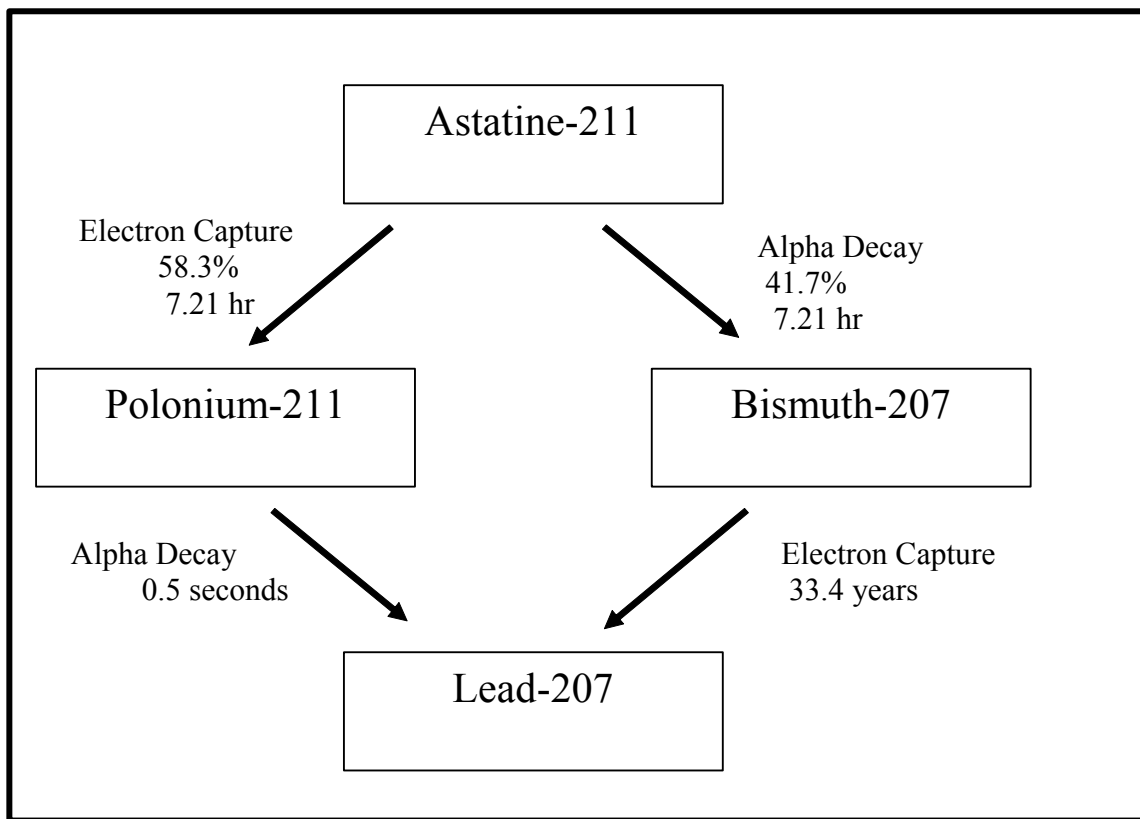 Astatine-211
Electron Capture
58.3%
7.21 hr
Alpha Decay
41.7%
7.21 hr
Polonium-211
Bismuth-207
Alpha Decay
0.5 seconds
Electron Capture
33.4 years
Lead-207